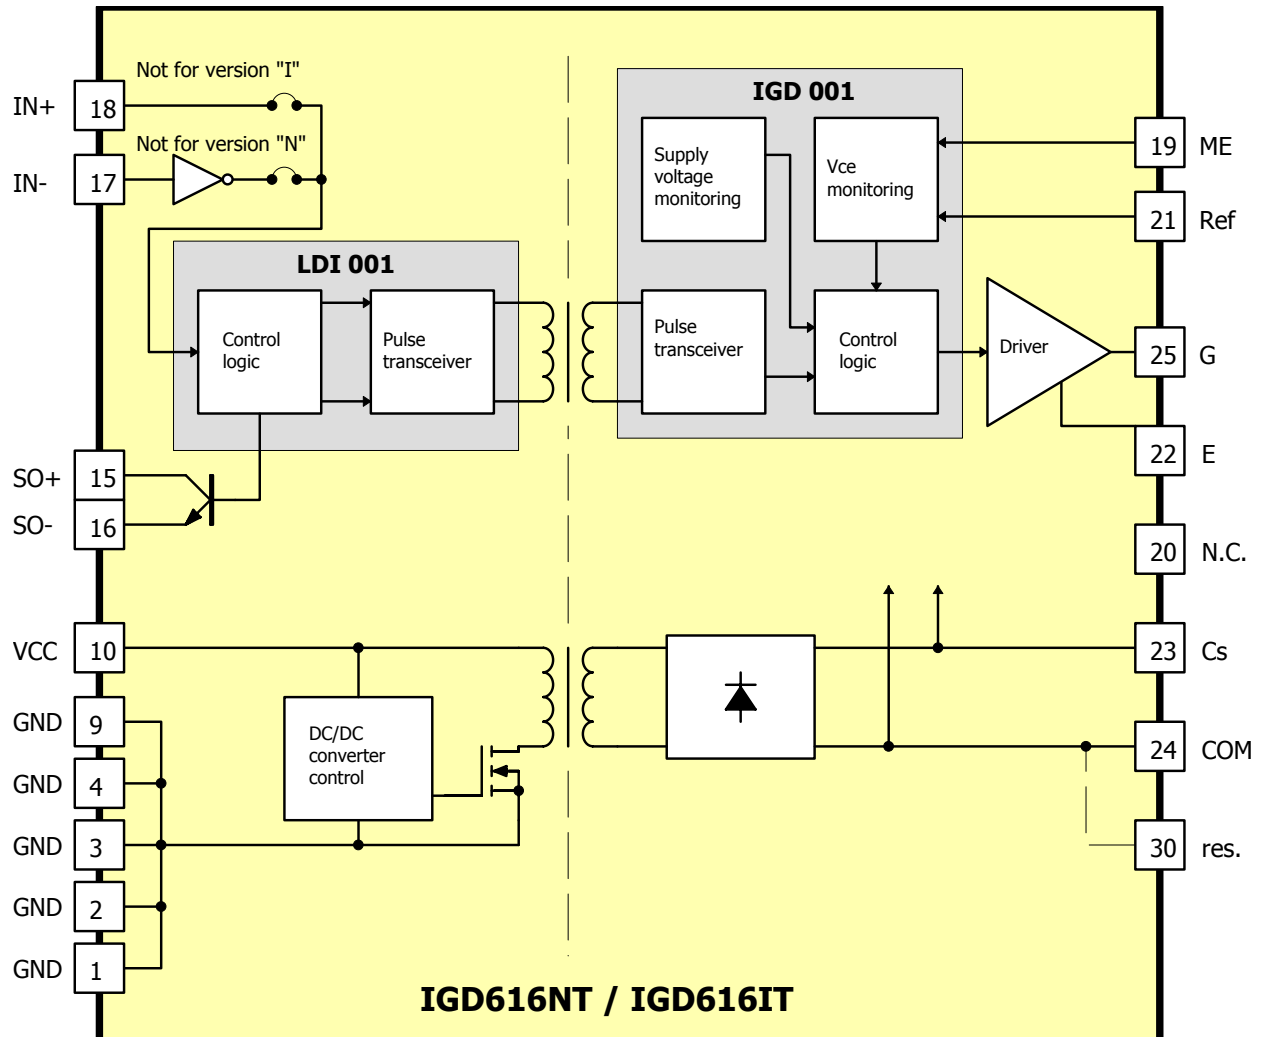 Not for version "I"
IN+
18
Not for version "N"
IN-
17
LDI 001
Control
logic
Pulse
transceiver
SO+
15
SO-
16
VCC
10
GND
9
GND
4
GND
3
GND
2
GND
1
DC/DC
converter
control
IGD 001
Supply
voltage
monitoring
Vce
monitoring
Pulse
transceiver
Control
logic
Driver
19
ME
21
Ref
25
G
22
E
20
N.C.
23
Cs
24
COM
30
res.
IGD616NT / IGD616IT